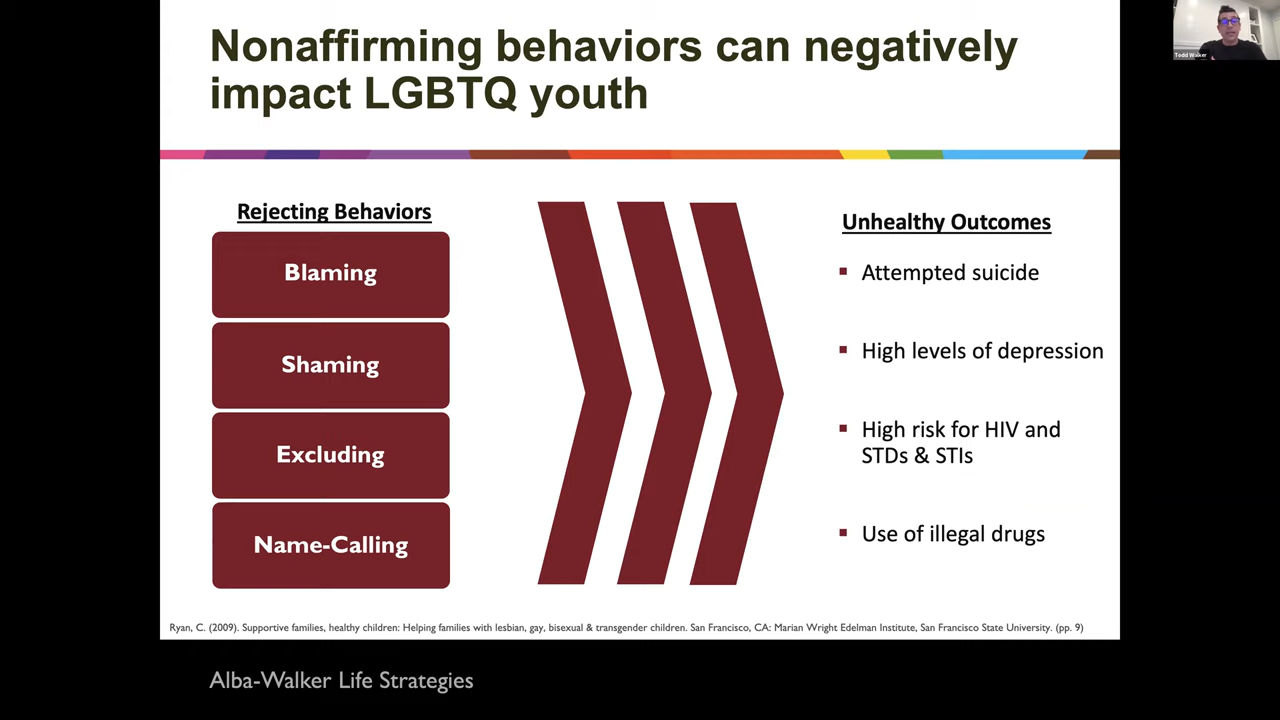 Nonaffirming behaviors can negatively
impact LGBTQ youth
Todd Walker
Rejecting Behaviors
Blaming
Shaming
Excluding
Name-Calling
Unhealthy Outcomes
▪ Attempted suicide
▪ High levels of depression
▪ High risk for HIV and
STDs & STIs
▪ Use of illegal drugs
Ryan, C. (2009). Supportive families, healthy children: Helping families with lesbian, gay, bisexual & transgender children. San Francisco, CA: Marian Wright Edelman Institute, San Francisco State University. (pp. 9)
Alba-Walker Life Strategies